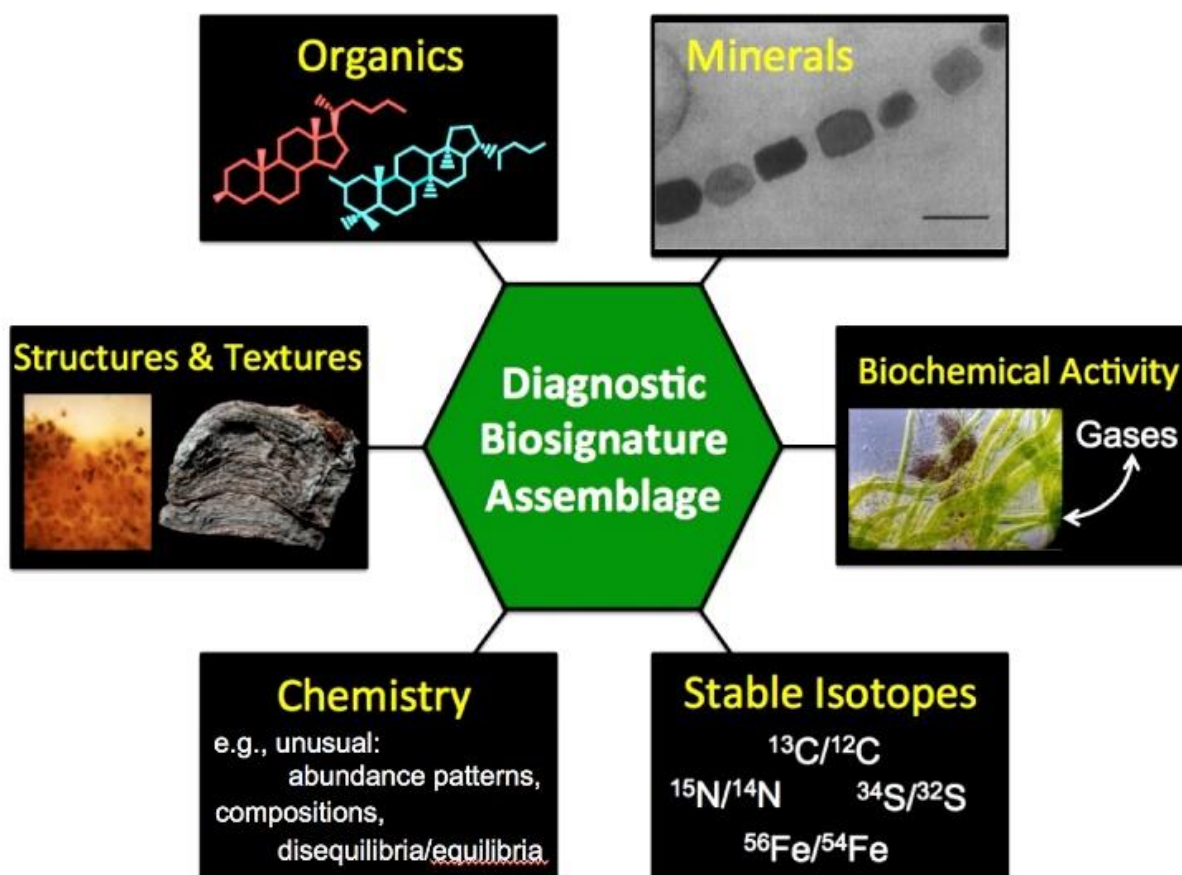 Organics
Minerals
Structures & Textures
Diagnostic
Biosignature
Assemblage
Biochemical Activity
Gases
Chemistry
e.g., unusual:
abundance patterns,
compositions,
disequilibria/equilibria
Stable Isotopes
¹³C/¹²C
¹⁵N/¹⁴N ³⁴S/³²S
⁵⁶Fe/⁵⁴Fe